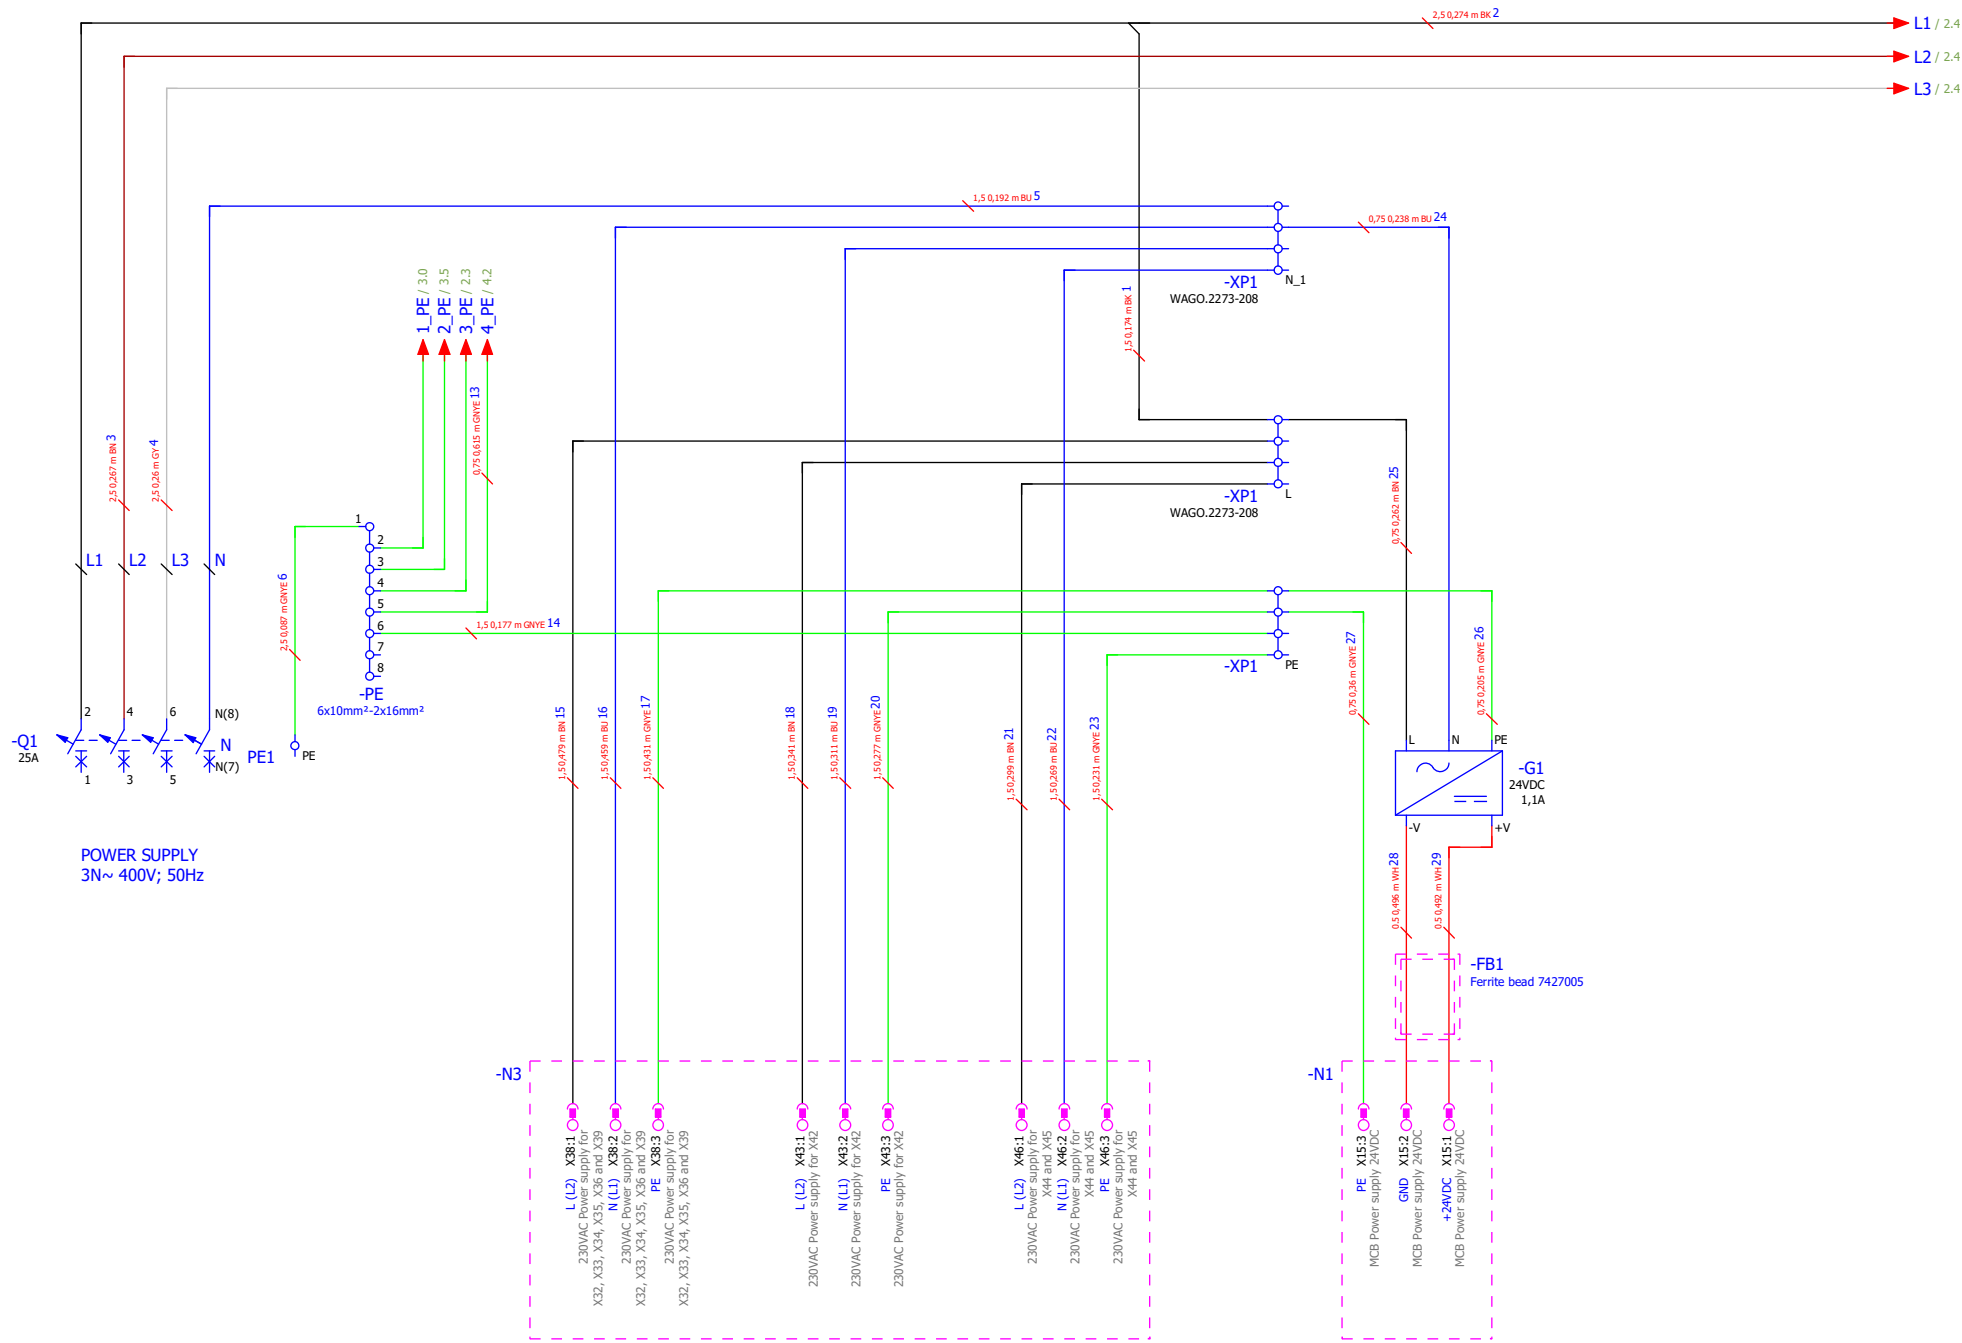 2,5 0,274 m BK 2
L1 / 2.4
L2 / 2.4
L3 / 2.4
1,5 0,192 m BU 5
0,75 0,238 m BU 24
-XP1
N_1
WAGO.2273-208
1_PE / 3.0
2_PE / 3.5
3_PE / 2.3
4_PE / 4.2
1,5 0,174 m BK 1
0,75 0,615 m GNYE 13
2,5 0,267 m BN 3
2,5 0,26 m GY 4
-XP1
L
WAGO.2273-208
0,75 0,262 m BN 25
L1
L2
L3
N
2,5 0,087 m GNYE 6
1
2
3
4
5
6
7
8
-PE
6x10mm²-2x16mm²
1,5 0,177 m GNYE 14
-XP1
PE
0,75 0,36 m GNYE 27
0,75 0,205 m GNYE 26
1,5 0,479 m BN 15
1,5 0,459 m BU 16
1,5 0,431 m GNYE 17
1,5 0,341 m BN 18
1,5 0,311 m BU 19
1,5 0,277 m GNYE 20
1,5 0,299 m BN 21
1,5 0,269 m BU 22
1,5 0,231 m GNYE 23
2
4
6
N(8)
-Q1
25A
N
N(7)
1
3
5
PE1
PE
L
N
PE
-G1
24VDC
1,1A
-V
+V
POWER SUPPLY
3N~ 400V; 50Hz
0.5 0,496 m WH 28
0.5 0,492 m WH 29
-FB1
Ferrite bead 7427005
-N3
-N1
X38:1
L (L2)
230VAC Power supply for
X32, X33, X34, X35, X36 and X39
X38:2
N (L1)
230VAC Power supply for
X32, X33, X34, X35, X36 and X39
X38:3
PE
230VAC Power supply for
X32, X33, X34, X35, X36 and X39
X43:1
L (L2)
230VAC Power supply for X42
X43:2
N (L1)
230VAC Power supply for X42
X43:3
PE
230VAC Power supply for X42
X46:1
L (L2)
230VAC Power supply for
X44 and X45
X46:2
N (L1)
230VAC Power supply for
X44 and X45
X46:3
PE
230VAC Power supply for
X44 and X45
X15:3
PE
MCB Power supply 24VDC
X15:2
GND
MCB Power supply 24VDC
X15:1
+24VDC
MCB Power supply 24VDC